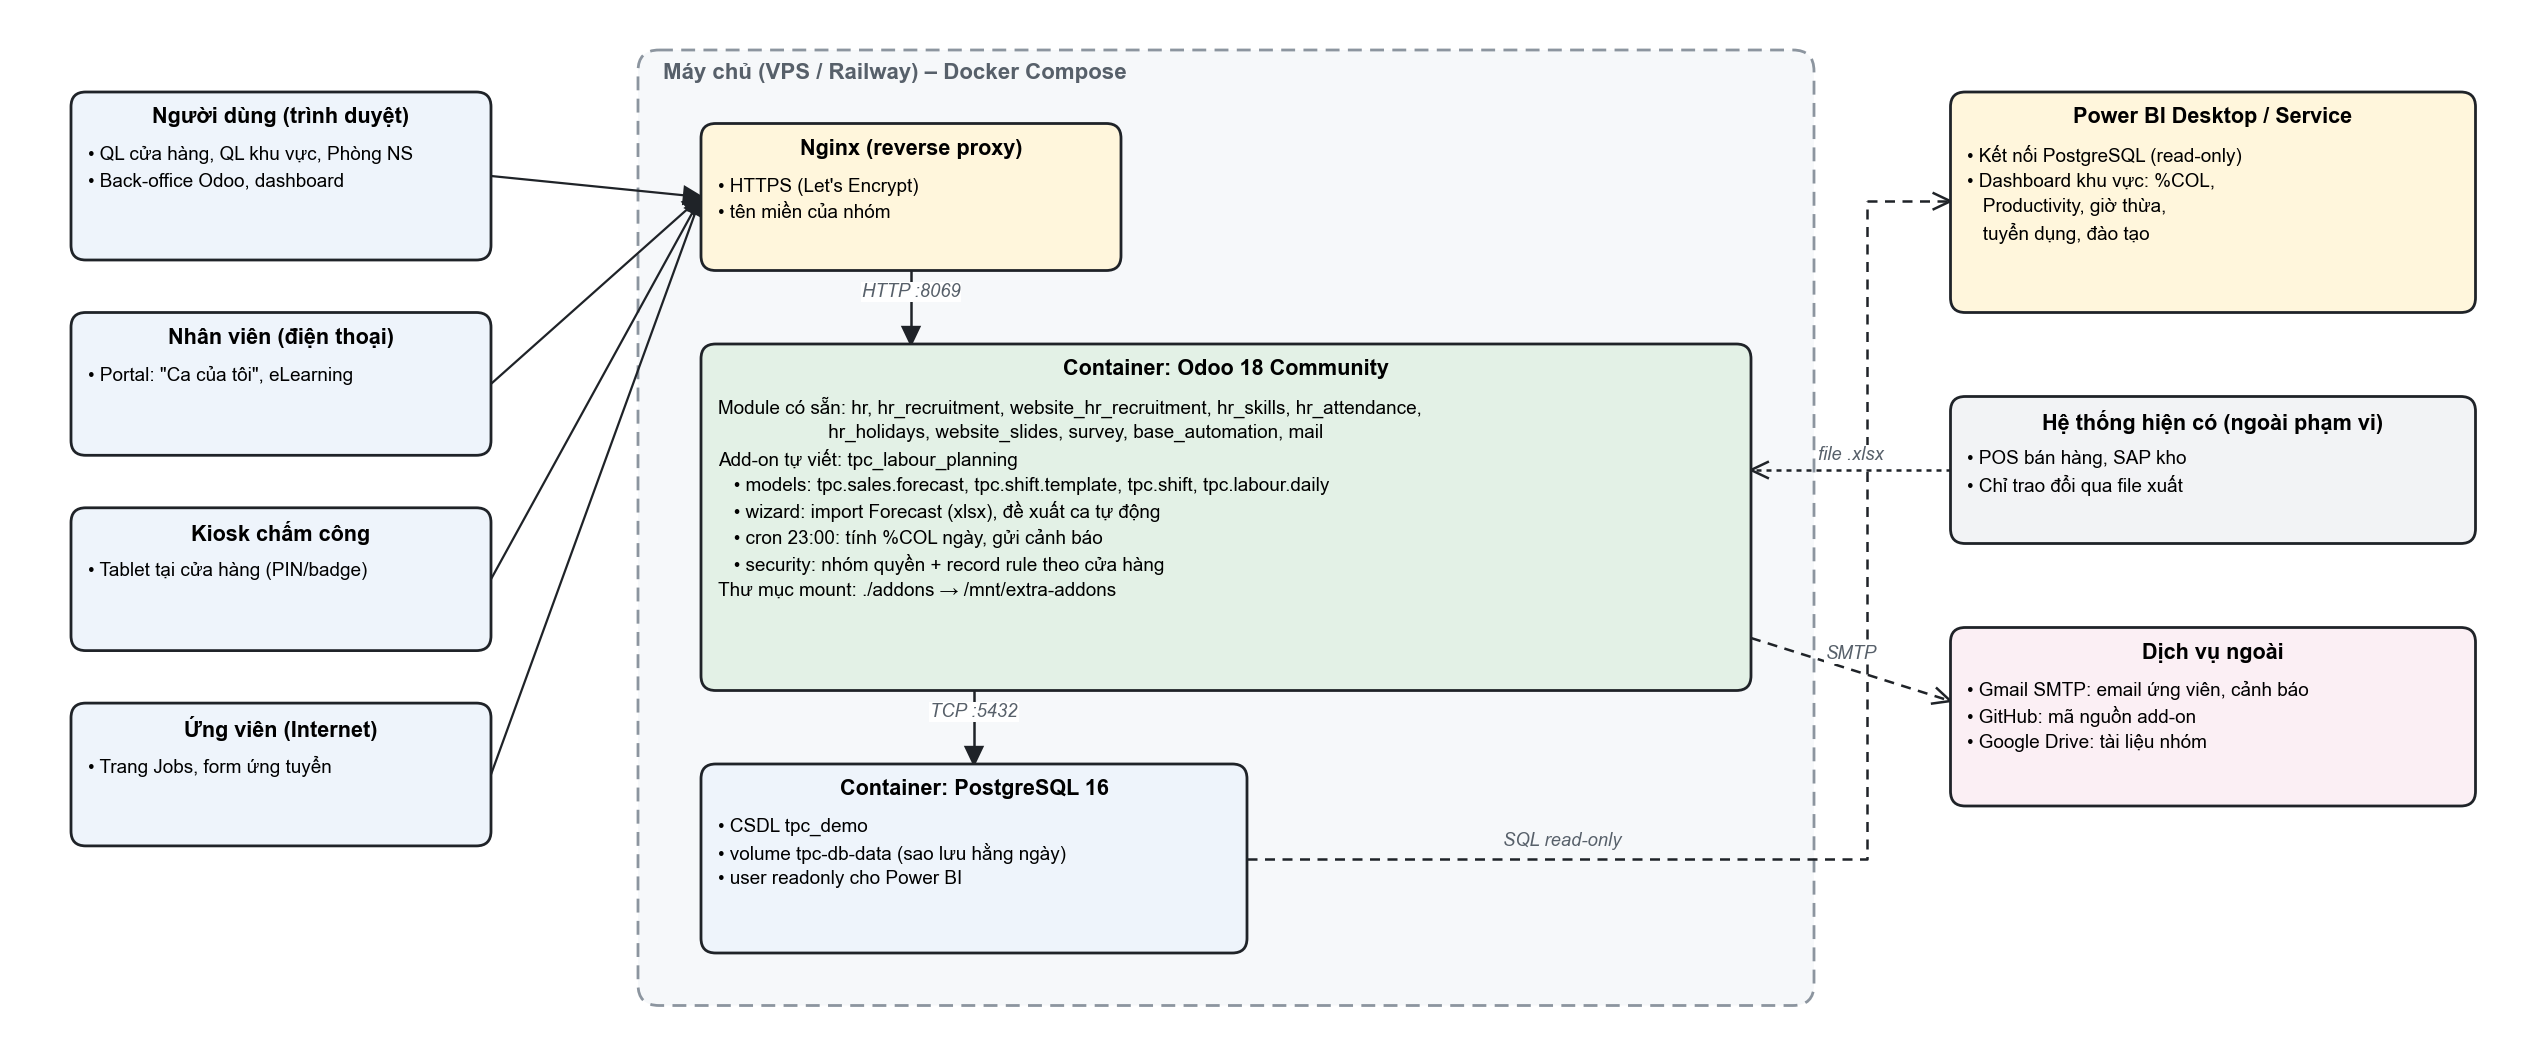 Máy chủ (VPS / Railway) – Docker Compose
Người dùng (trình duyệt)
• QL cửa hàng, QL khu vực, Phòng NS
• Back-office Odoo, dashboard
Nhân viên (điện thoại)
• Portal: "Ca của tôi", eLearning
Kiosk chấm công
• Tablet tại cửa hàng (PIN/badge)
Ứng viên (Internet)
• Trang Jobs, form ứng tuyển
Nginx (reverse proxy)
• HTTPS (Let's Encrypt)
• tên miền của nhóm
HTTP :8069
Container: Odoo 18 Community
Module có sẵn: hr, hr_recruitment, website_hr_recruitment, hr_skills, hr_attendance,
hr_holidays, website_slides, survey, base_automation, mail
Add-on tự viết: tpc_labour_planning
• models: tpc.sales.forecast, tpc.shift.template, tpc.shift, tpc.labour.daily
• wizard: import Forecast (xlsx), đề xuất ca tự động
• cron 23:00: tính %COL ngày, gửi cảnh báo
• security: nhóm quyền + record rule theo cửa hàng
Thư mục mount: ./addons → /mnt/extra-addons
TCP :5432
Container: PostgreSQL 16
• CSDL tpc_demo
• volume tpc-db-data (sao lưu hằng ngày)
• user readonly cho Power BI
SQL read-only
file .xlsx
SMTP
Power BI Desktop / Service
• Kết nối PostgreSQL (read-only)
• Dashboard khu vực: %COL,
Productivity, giờ thừa,
tuyển dụng, đào tạo
Hệ thống hiện có (ngoài phạm vi)
• POS bán hàng, SAP kho
• Chỉ trao đổi qua file xuất
Dịch vụ ngoài
• Gmail SMTP: email ứng viên, cảnh báo
• GitHub: mã nguồn add-on
• Google Drive: tài liệu nhóm